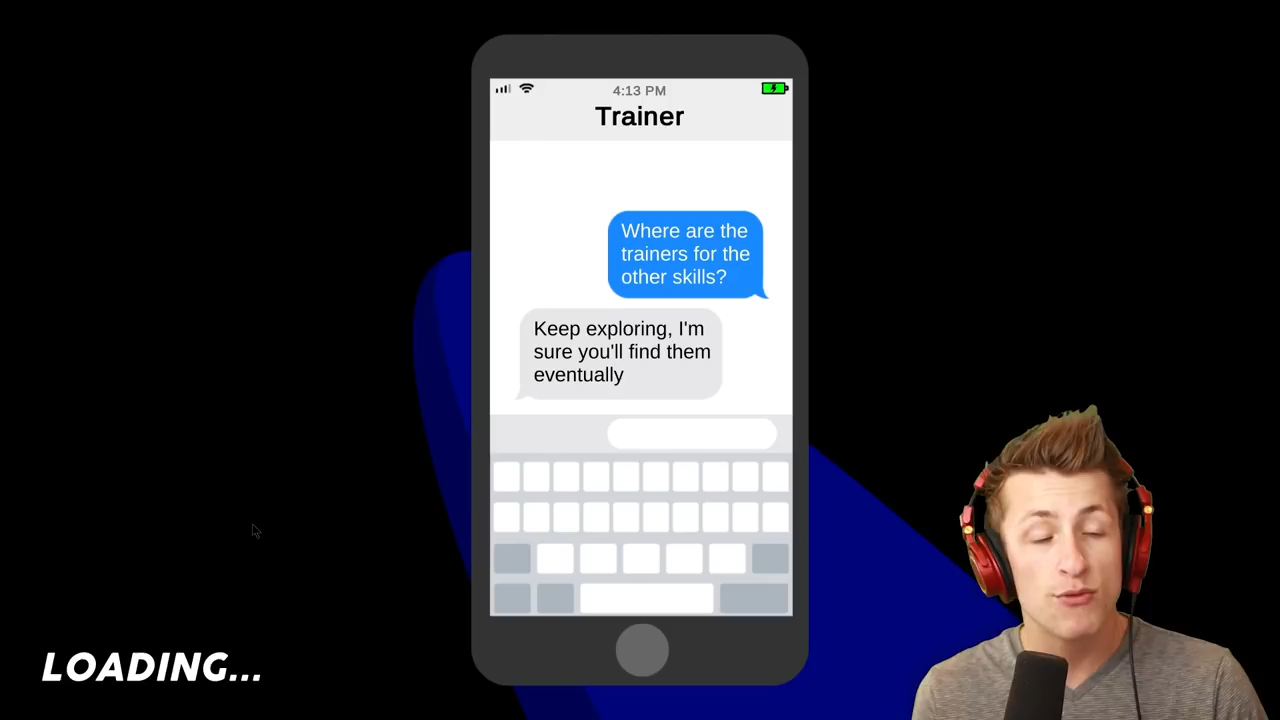 4:13 PM
Trainer
Where are the
trainers for the
other skills?
Keep exploring, I'm
sure you'll find them
eventually
LOADING...